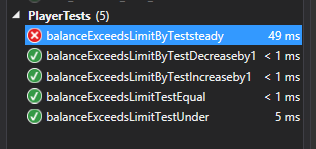 PlayerTests (5)
balanceExceedsLimitByTeststeady 49 ms
balanceExceedsLimitByTestDecreaseby1 < 1 ms
balanceExceedsLimitByTestIncreaseby1 < 1 ms
balanceExceedsLimitTestEqual < 1 ms
balanceExceedsLimitTestUnder 5 ms